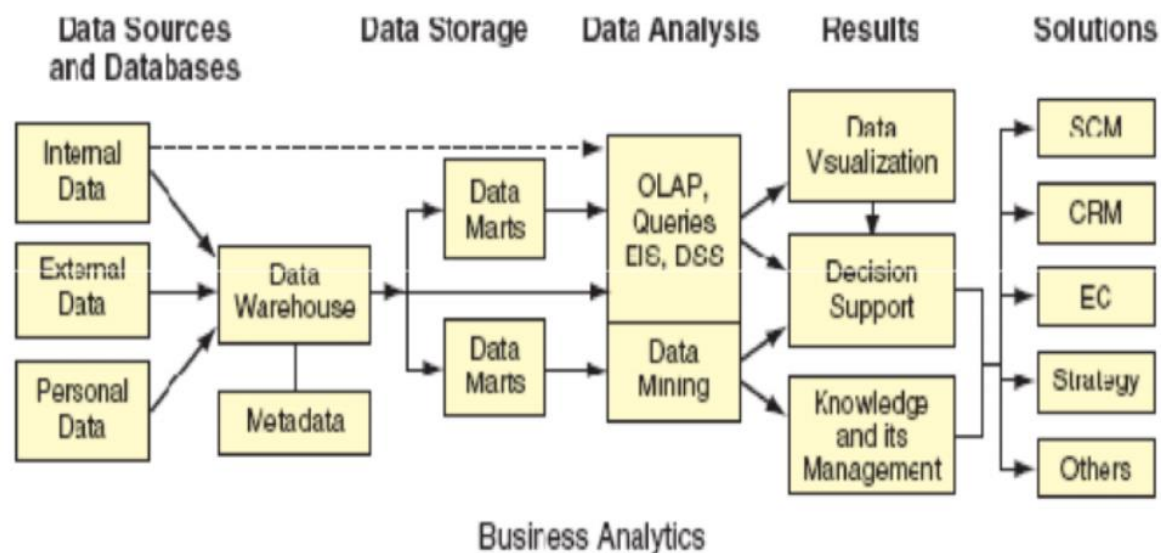 Data Sources
and Databases
Data Storage
Data Analysis
Results
Solutions
Internal
Data
External
Data
Personal
Data
Data
Warehouse
Metadata
Data
Marts
Data
Marts
OLAP,
Queries
EIS, DSS
Data
Mining
Data
Vsualization
Decision
Support
Knowledge
and its
Management
SCM
CRM
EC
Strategy
Others
Business Analytics